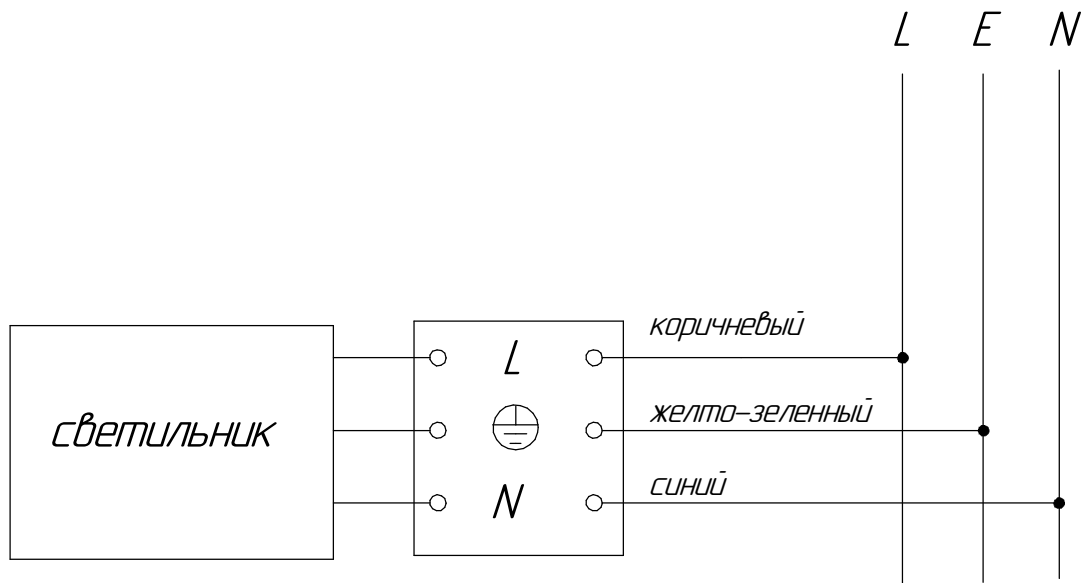 L E N
коричневый
L
желто-зеленный
светильник
N
синий